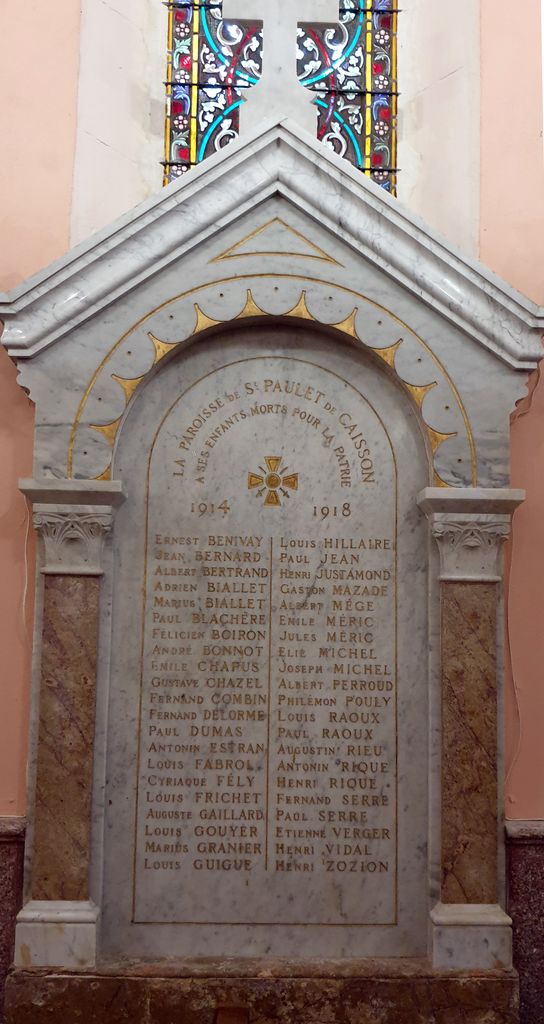 LA PAROISSE DE St PAULET DE CAISSON
A SES ENFANTS MORTS POUR LA PATRIE
1914 1918
ERNEST BENIVAY
JEAN BERNARD
ALBERT BERTRAND
ADRIEN BIALLET
MARIUS BIALLET
PAUL BLACHÈRE
FÉLICIEN BOIRON
ANDRÉ BONNOT
EMILE CHAPUS
GUSTAVE CHAZEL
FERNAND COMBIN
FERNAND DELORME
PAUL DUMAS
ANTONIN ESTRAN
LOUIS FABROL
CYRIAQUE FÉLY
LOUIS FRICHET
AUGUSTE GAILLARD
LOUIS GOUYER
MARIUS GRANIER
LOUIS GUIGUE
LOUIS HILLAIRE
PAUL JEAN
HENRI JUSTAMOND
GASTON MAZADE
ALBERT MÉGE
EMILE MÉRIC
JULES MÉRIC
ELIE MICHEL
JOSEPH MICHEL
ALBERT PERROUD
PHILÉMON POULY
LOUIS RAOUX
PAUL RAOUX
AUGUSTIN RIEU
ANTONIN RIQUE
HENRI RIQUE
FERNAND SERRE
PAUL SERRE
ETIENNE VERGER
HENRI VIDAL
HENRI ZOZION